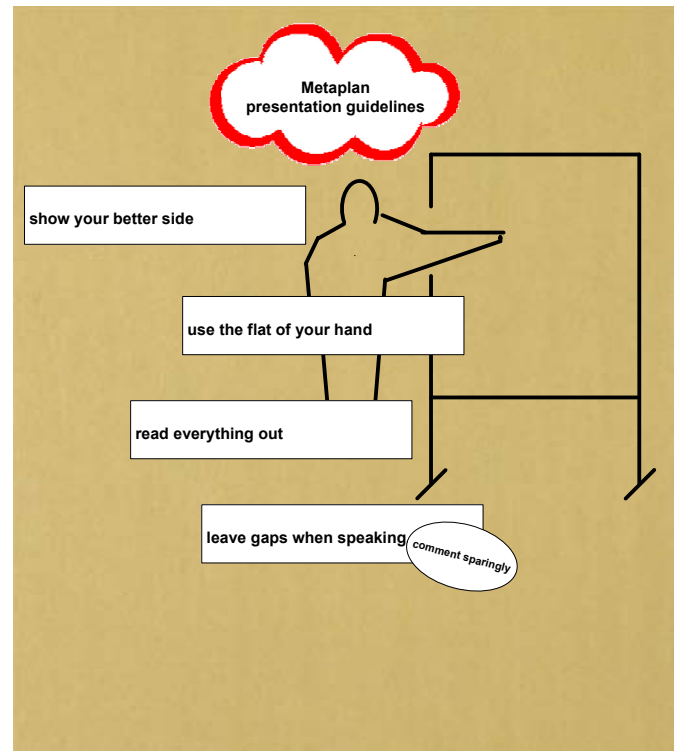 Metaplan
presentation guidelines
show your better side
use the flat of your hand
read everything out
leave gaps when speaking
comment sparingly